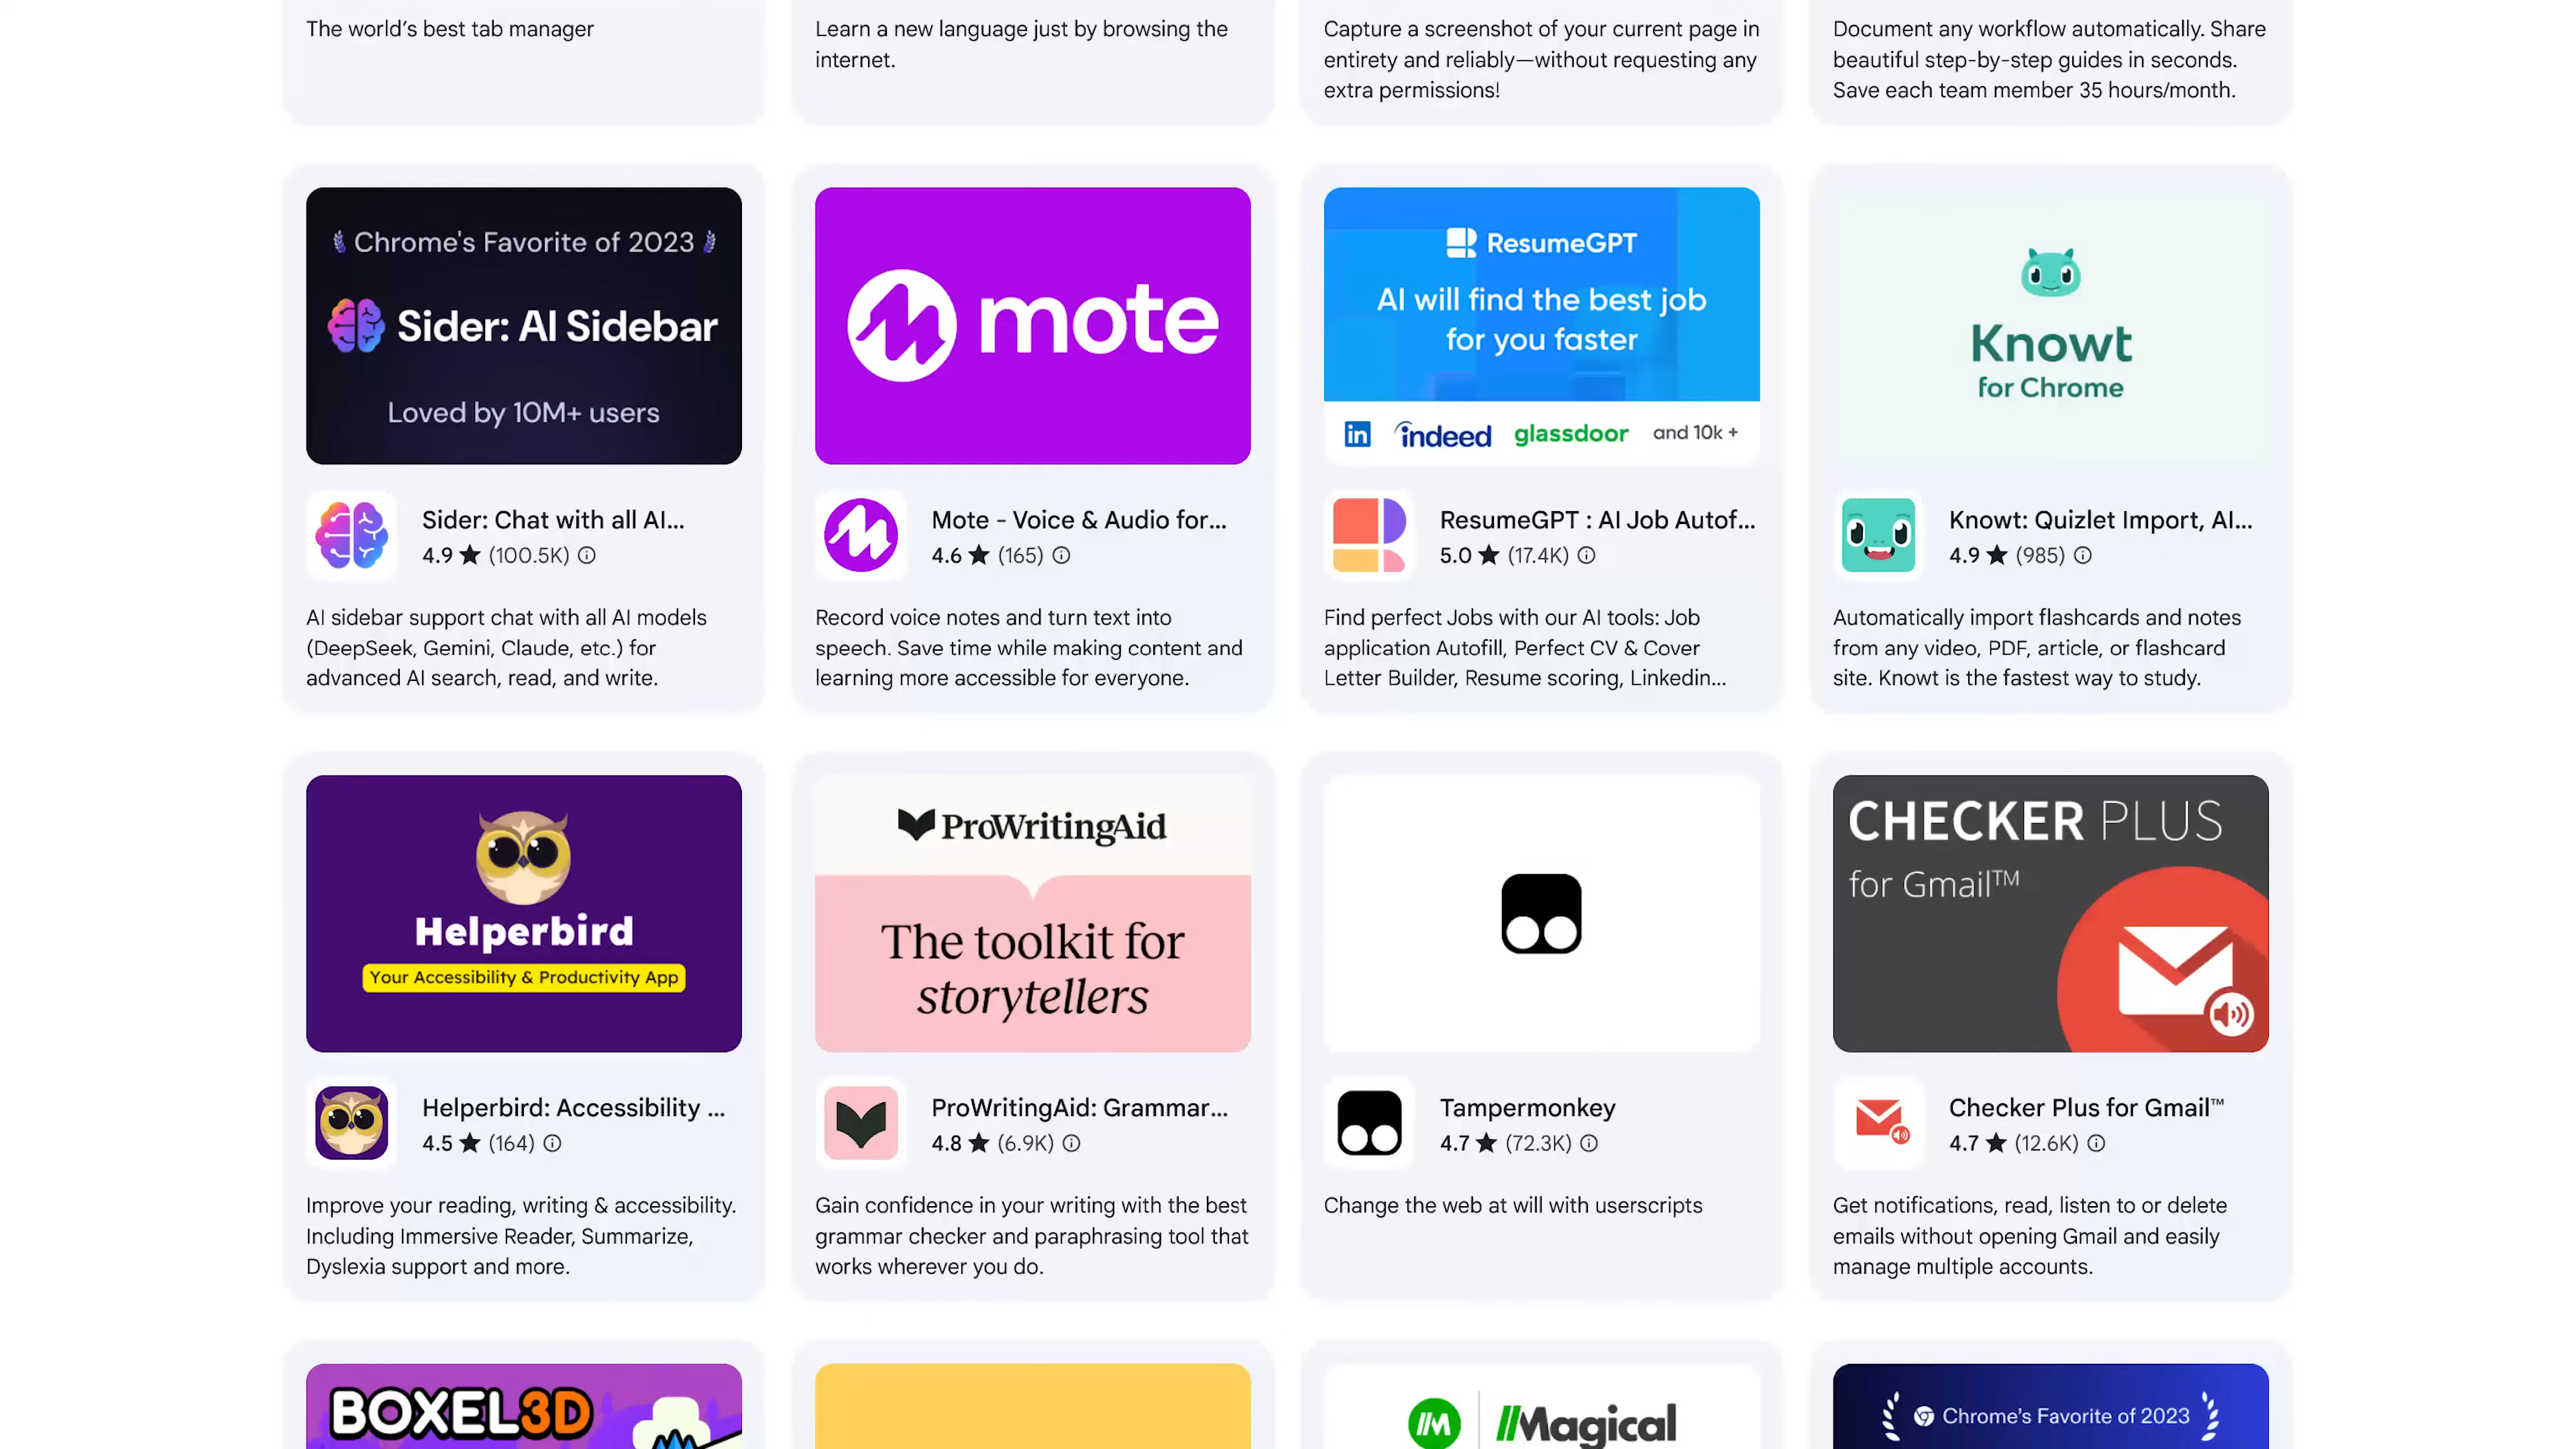 The world's best tab manager
Learn a new language just by browsing the
internet.
Capture a screenshot of your current page in
entirety and reliably—without requesting any
extra permissions!
Document any workflow automatically. Share
beautiful step-by-step guides in seconds.
Save each team member 35 hours/month.
Chrome's Favorite of 2023
Sider: AI Sidebar
Loved by 10M+ users
Sider: Chat with all AI...
4.9 ★ (100.5K)
AI sidebar support chat with all AI models
(DeepSeek, Gemini, Claude, etc.) for
advanced AI search, read, and write.
mote
Mote - Voice & Audio for...
4.6 ★ (165)
Record voice notes and turn text into
speech. Save time while making content and
learning more accessible for everyone.
ResumeGPT
AI will find the best job
for you faster
in indeed glassdoor and 10k +
ResumeGPT : AI Job Autof...
5.0 ★ (17.4K)
Find perfect Jobs with our AI tools: Job
application Autofill, Perfect CV & Cover
Letter Builder, Resume scoring, Linkedin...
Knowt
for Chrome
Knowt: Quizlet Import, AI...
4.9 ★ (985)
Automatically import flashcards and notes
from any video, PDF, article, or flashcard
site. Knowt is the fastest way to study.
Helperbird
Your Accessibility & Productivity App
Helperbird: Accessibility ...
4.5 ★ (164)
Improve your reading, writing & accessibility.
Including Immersive Reader, Summarize,
Dyslexia support and more.
ProWritingAid
The toolkit for
storytellers
ProWritingAid: Grammar...
4.8 ★ (6.9K)
Gain confidence in your writing with the best
grammar checker and paraphrasing tool that
works wherever you do.
Tampermonkey
4.7 ★ (72.3K)
Change the web at will with userscripts
CHECKER PLUS
for Gmail™
Checker Plus for Gmail™
4.7 ★ (12.6K)
Get notifications, read, listen to or delete
emails without opening Gmail and easily
manage multiple accounts.
BOXEL3D
Magical
Chrome's Favorite of 2023